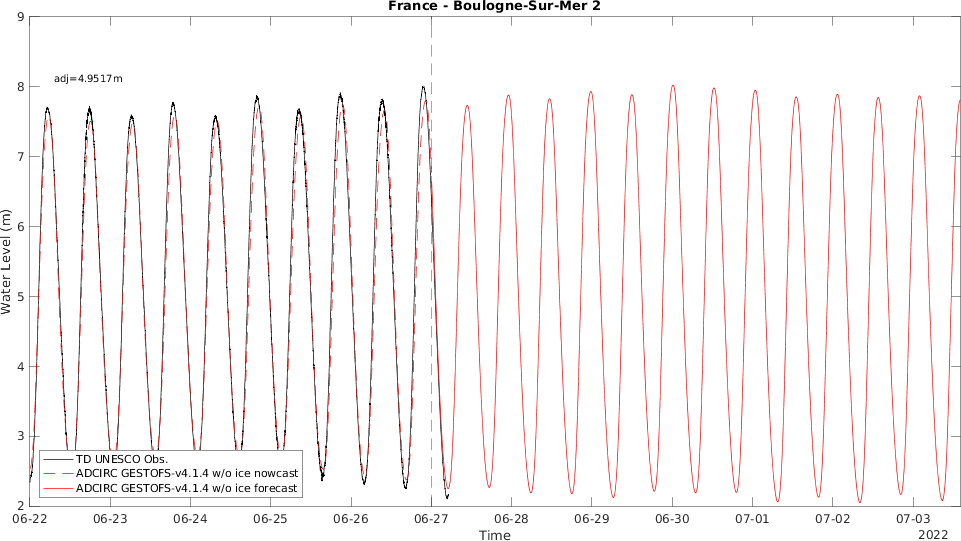 France - Boulogne-Sur-Mer 2
9
adj=4.9517m
8
7
6
5
4
3
2
Water Level (m)
TD UNESCO Obs.
ADCIRC GESTOFS-v4.1.4 w/o ice nowcast
ADCIRC GESTOFS-v4.1.4 w/o ice forecast
06-22 06-23 06-24 06-25 06-26 06-27 06-28 06-29 06-30 07-01 07-02 07-03
Time
2022